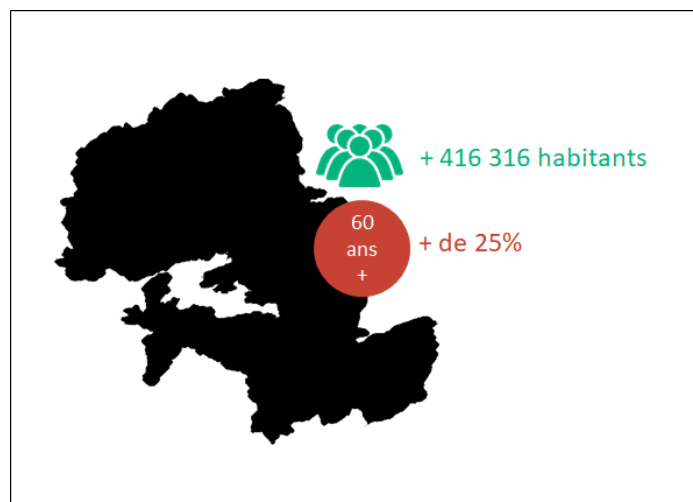 + 416 316 habitants
60
ans
+
+ de 25%